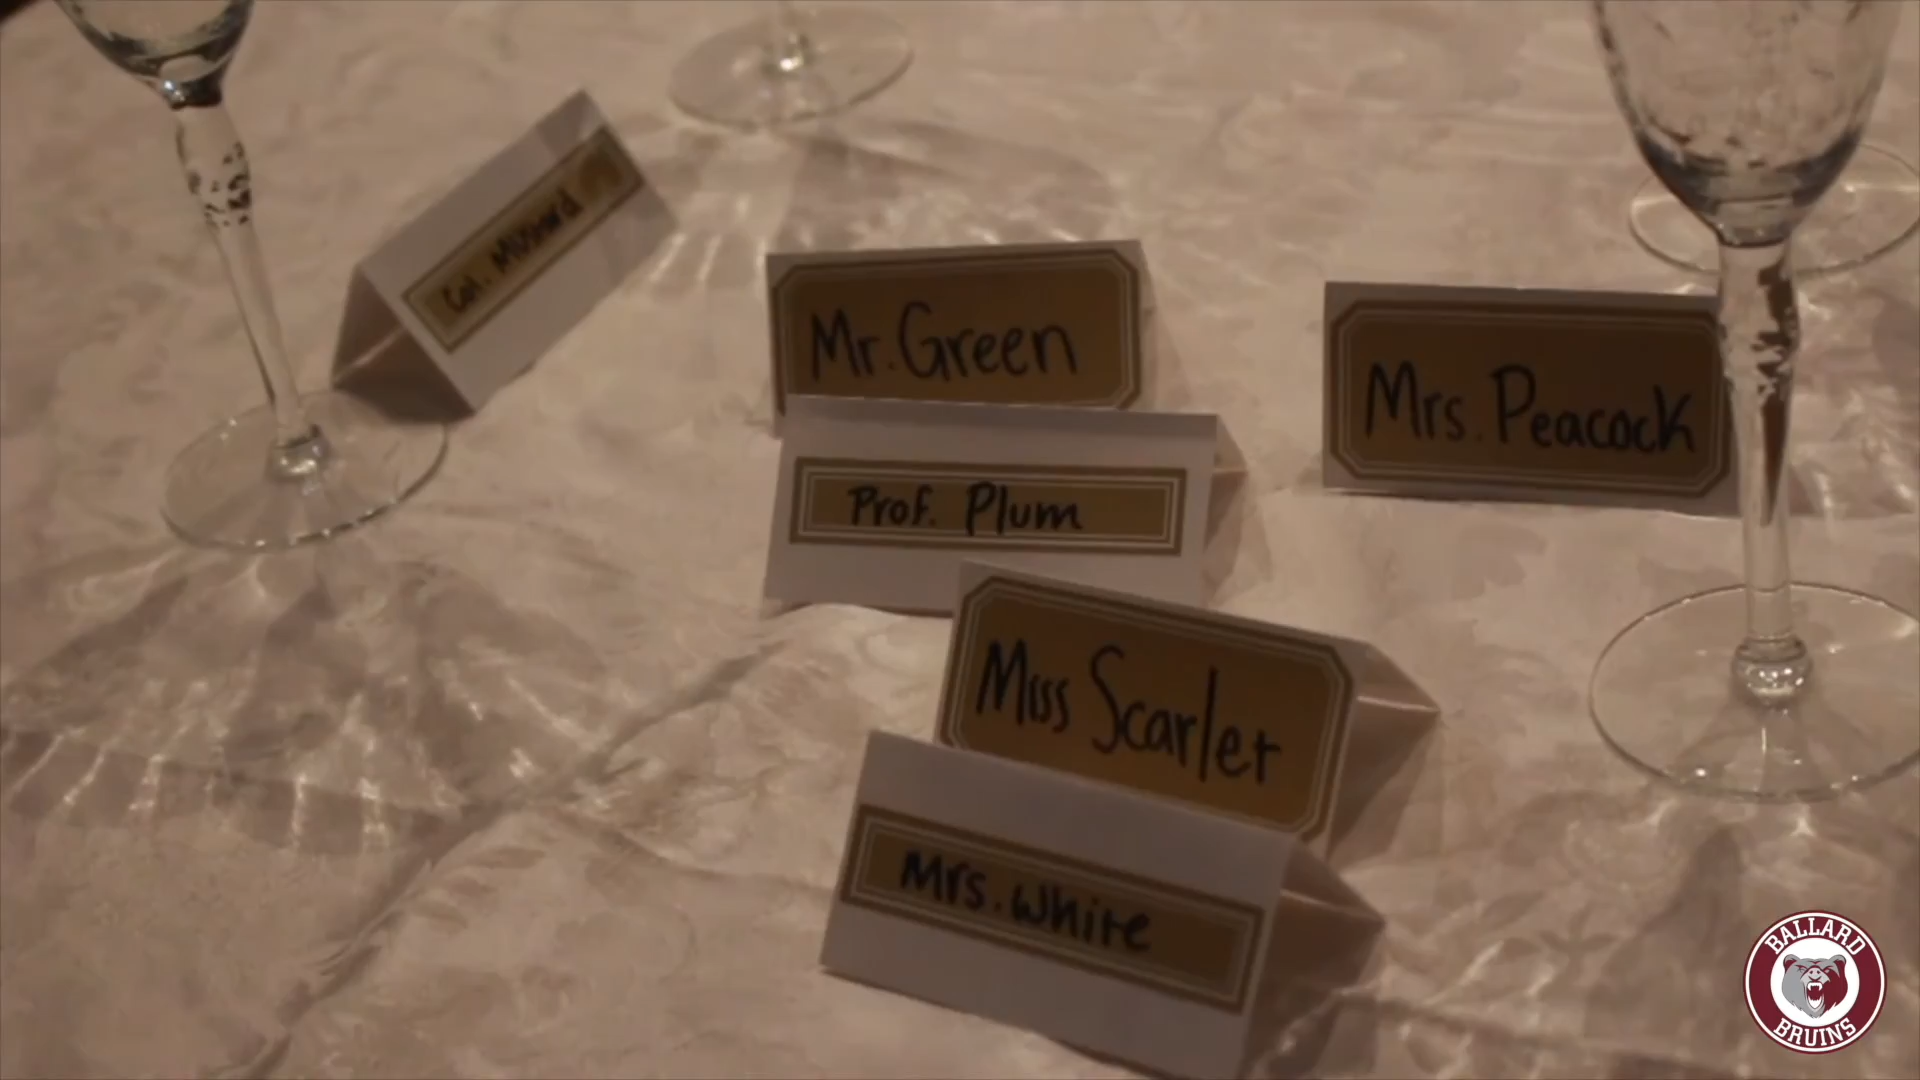 Col. Mustard
Mr. Green
Mrs. Peacock
Prof. Plum
Miss Scarlet
Mrs. White
BALLARD
BRUINS